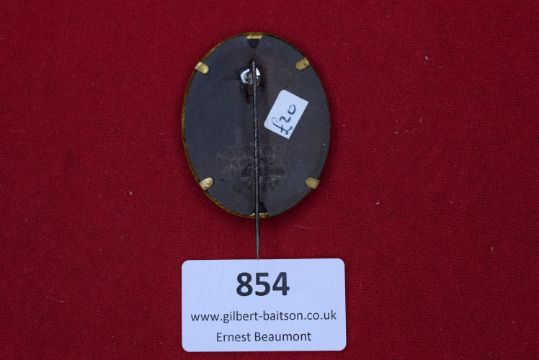 £20
854
www.gilbert-baitson.co.uk
Ernest Beaumont